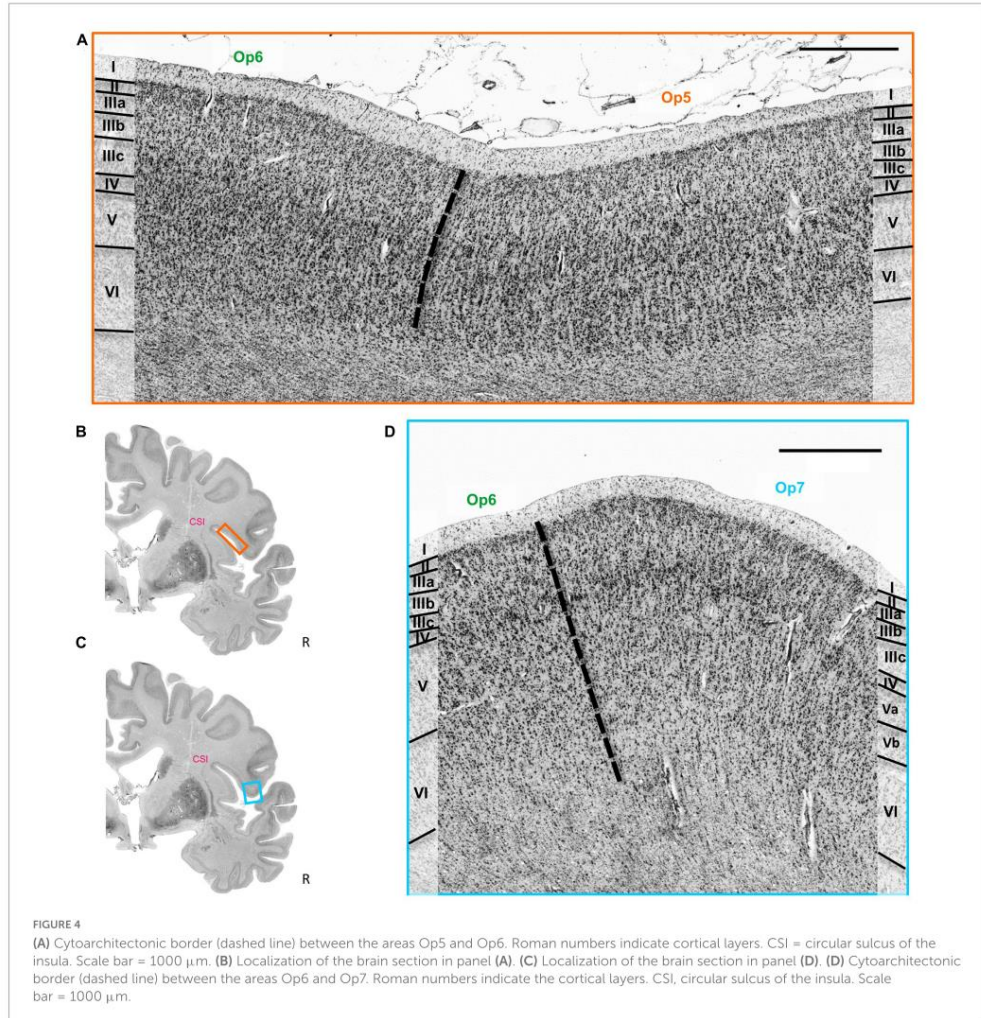 A
Op6
Op5
I
II
IIIa
IIIb
IIIc
IV
V
VI
I
II
IIIa
IIIb
IIIc
IV
V
VI
B
CSI
R
C
CSI
R
D
Op6
Op7
I
II
IIIa
IIIb
IIIc
IV
V
VI
I
II
IIIa
IIIb
IIIc
IV
Va
Vb
VI
FIGURE 4
(A) Cytoarchitectonic border (dashed line) between the areas Op5 and Op6. Roman numbers indicate cortical layers. CSI = circular sulcus of the
insula. Scale bar = 1000 μm. (B) Localization of the brain section in panel (A). (C) Localization of the brain section in panel (D). (D) Cytoarchitectonic
border (dashed line) between the areas Op6 and Op7. Roman numbers indicate the cortical layers. CSI, circular sulcus of the insula. Scale
bar = 1000 μm.